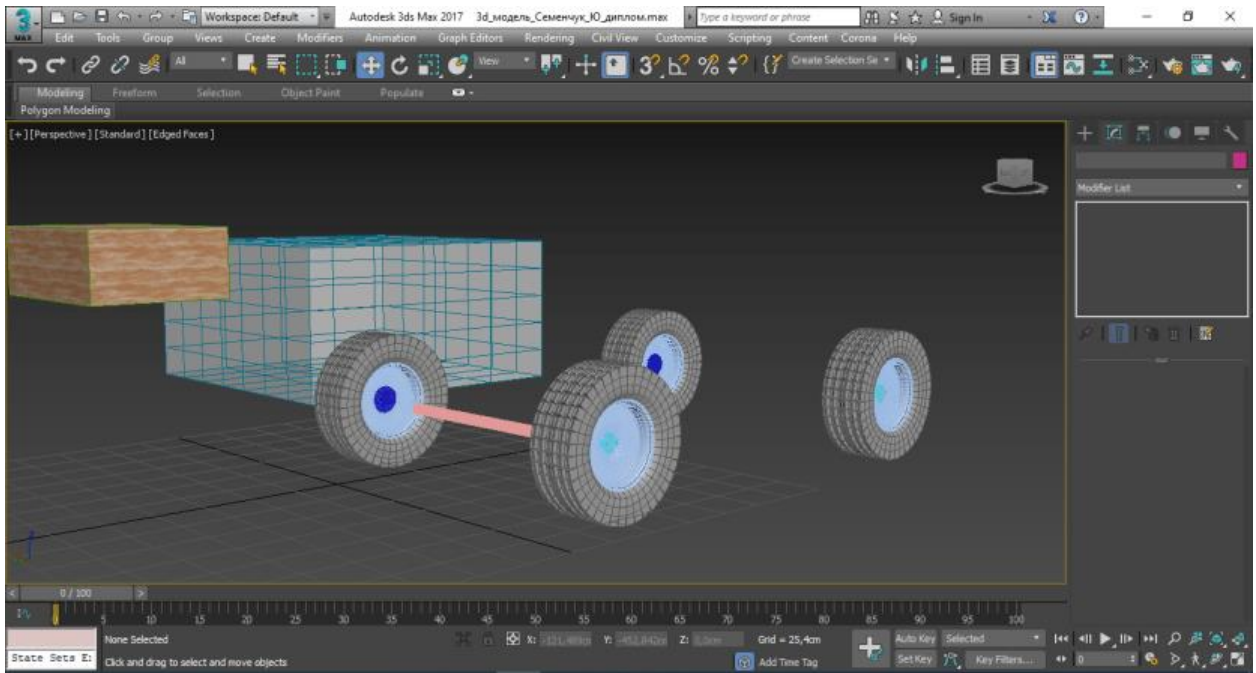 Workspace: Default
Autodesk 3ds Max 2017 3d_модель_Семенчук_Ю_диплом.max
Type a keyword or phrase
Sign In
3
MAX
Edit Tools Group Views Create Modifiers Animation Graph Editors Rendering Civil View Customize Scripting Content Corona Help
All
View
Create Selection Se
Modeling Freeform Selection Object Paint Populate
Polygon Modeling
[+] [Perspective] [Standard] [Edged Faces]
Modifier List
0 / 100
5 10 15 20 25 30 35 40 45 50 55 60 65 70 75 80 85 90 95 100
None Selected
X: Y: Z: Grid = 25,4cm
Auto Key Selected
State Sets E:
Click and drag to select and move objects
Add Time Tag
Set Key Key Filters...
0